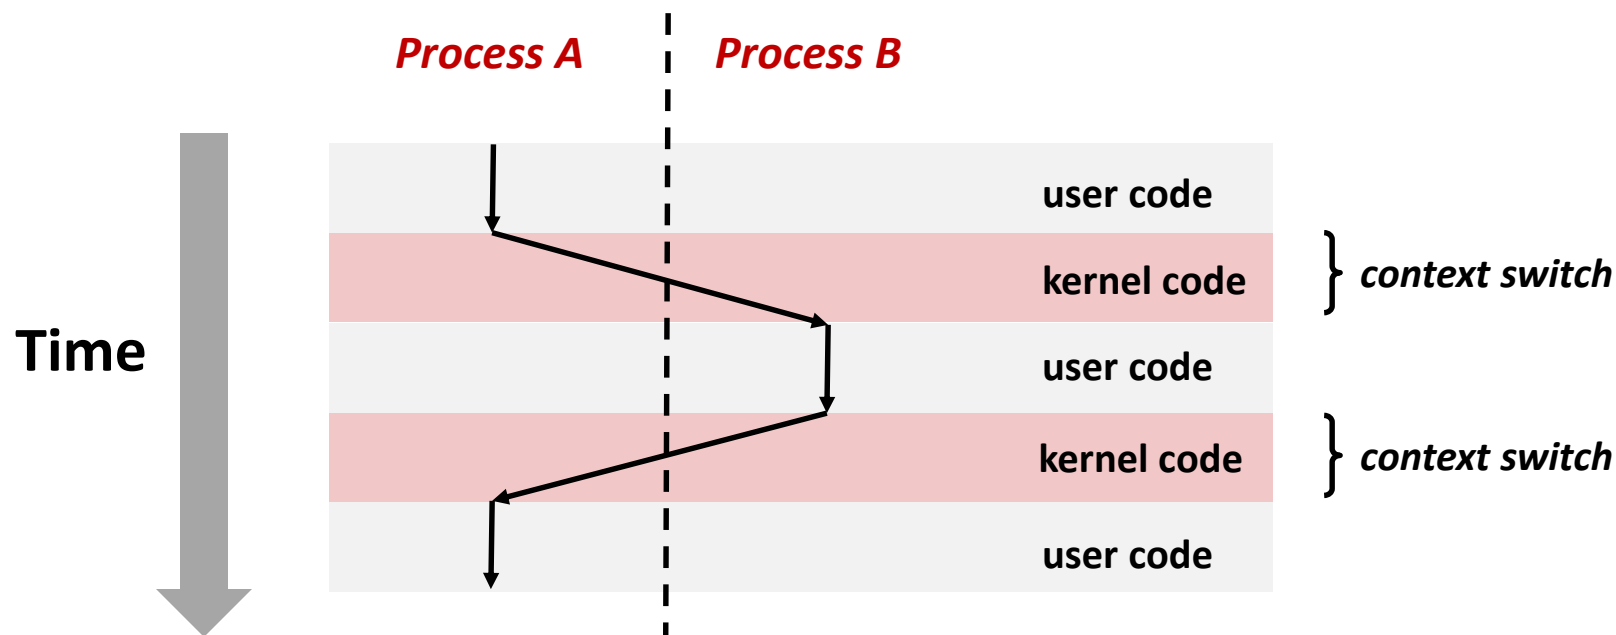 Process A
Process B
user code
kernel code
context switch
Time
user code
kernel code
context switch
user code